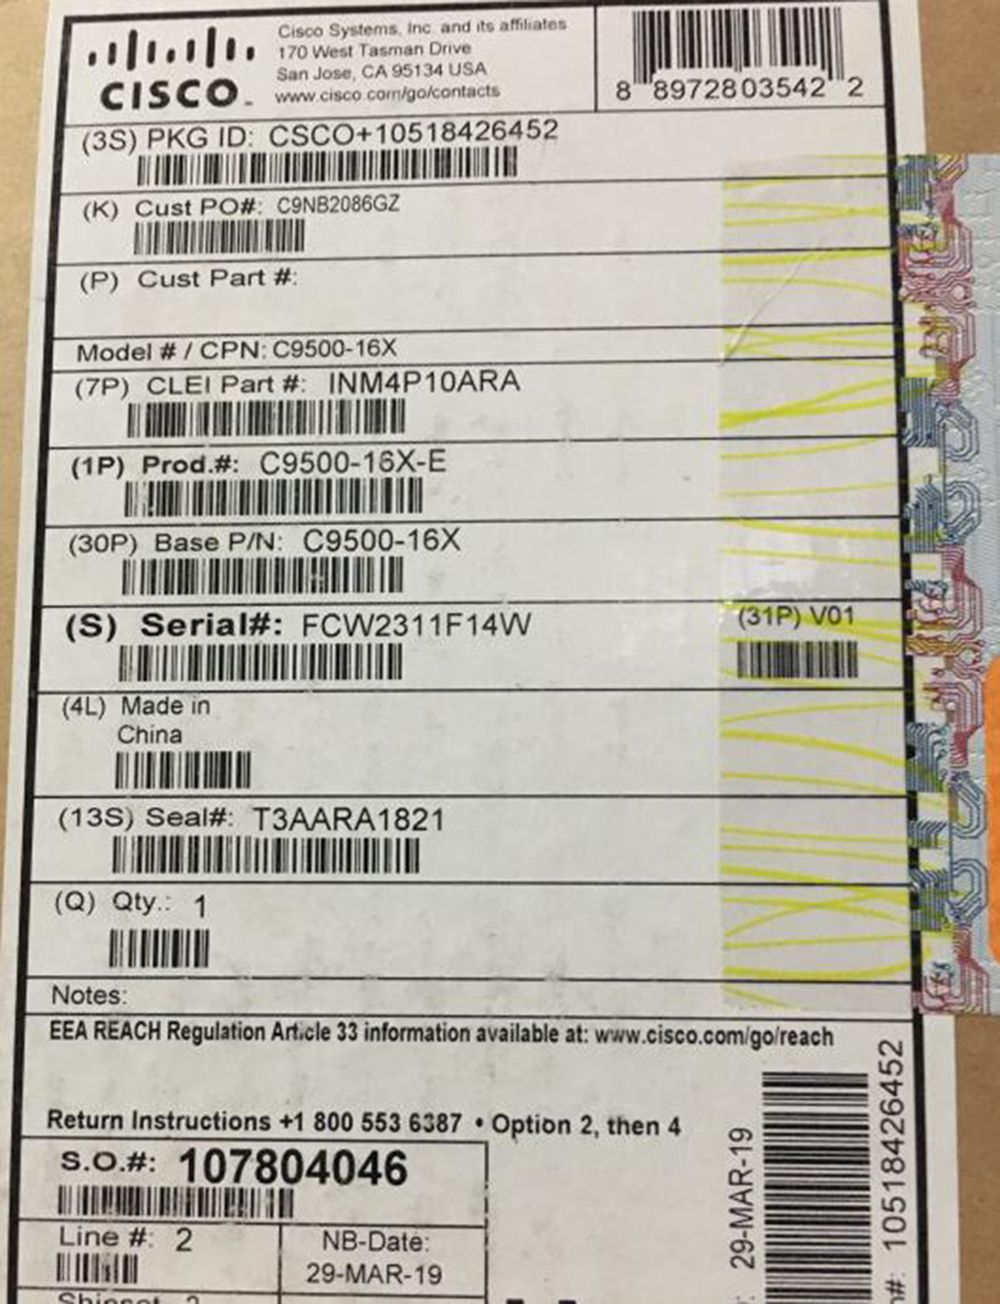 CISCO
Cisco Systems, Inc. and its affiliates
170 West Tasman Drive
San Jose, CA 95134 USA
www.cisco.com/go/contacts
8 8972803542 2
(3S) PKG ID: CSCO+10518426452
(K) Cust PO#: C9NB2086GZ
(P) Cust Part #:
Model # / CPN: C9500-16X
(7P) CLEI Part #: INM4P10ARA
(1P) Prod.#: C9500-16X-E
(30P) Base P/N: C9500-16X
(S) Serial#: FCW2311F14W
(31P) V01
(4L) Made in
China
(13S) Seal#: T3AARA1821
(Q) Qty.: 1
Notes:
EEA REACH Regulation Article 33 information available at: www.cisco.com/go/reach
Return Instructions +1 800 553 6387 • Option 2, then 4
S.O.#: 107804046
Line #: 2
NB-Date:
29-MAR-19
29-MAR-19
#: 10518426452